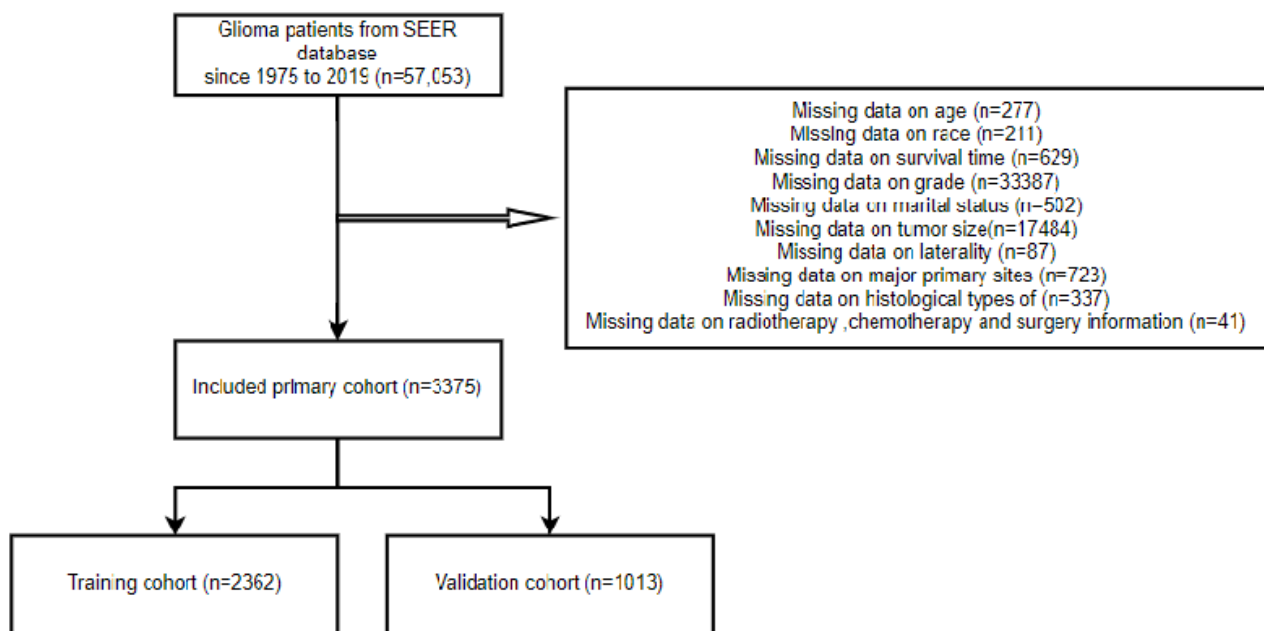 Glioma patients from SEER
database
since 1975 to 2019 (n=57,053)
Missing data on age (n=277)
Missing data on race (n=211)
Missing data on survival time (n=629)
Missing data on grade (n=33387)
Missing data on marital status (n=502)
Missing data on tumor size(n=17484)
Missing data on laterality (n=87)
Missing data on major primary sites (n=723)
Missing data on histological types of (n=337)
Missing data on radiotherapy ,chemotherapy and surgery information (n=41)
Included primary cohort (n=3375)
Training cohort (n=2362)
Validation cohort (n=1013)